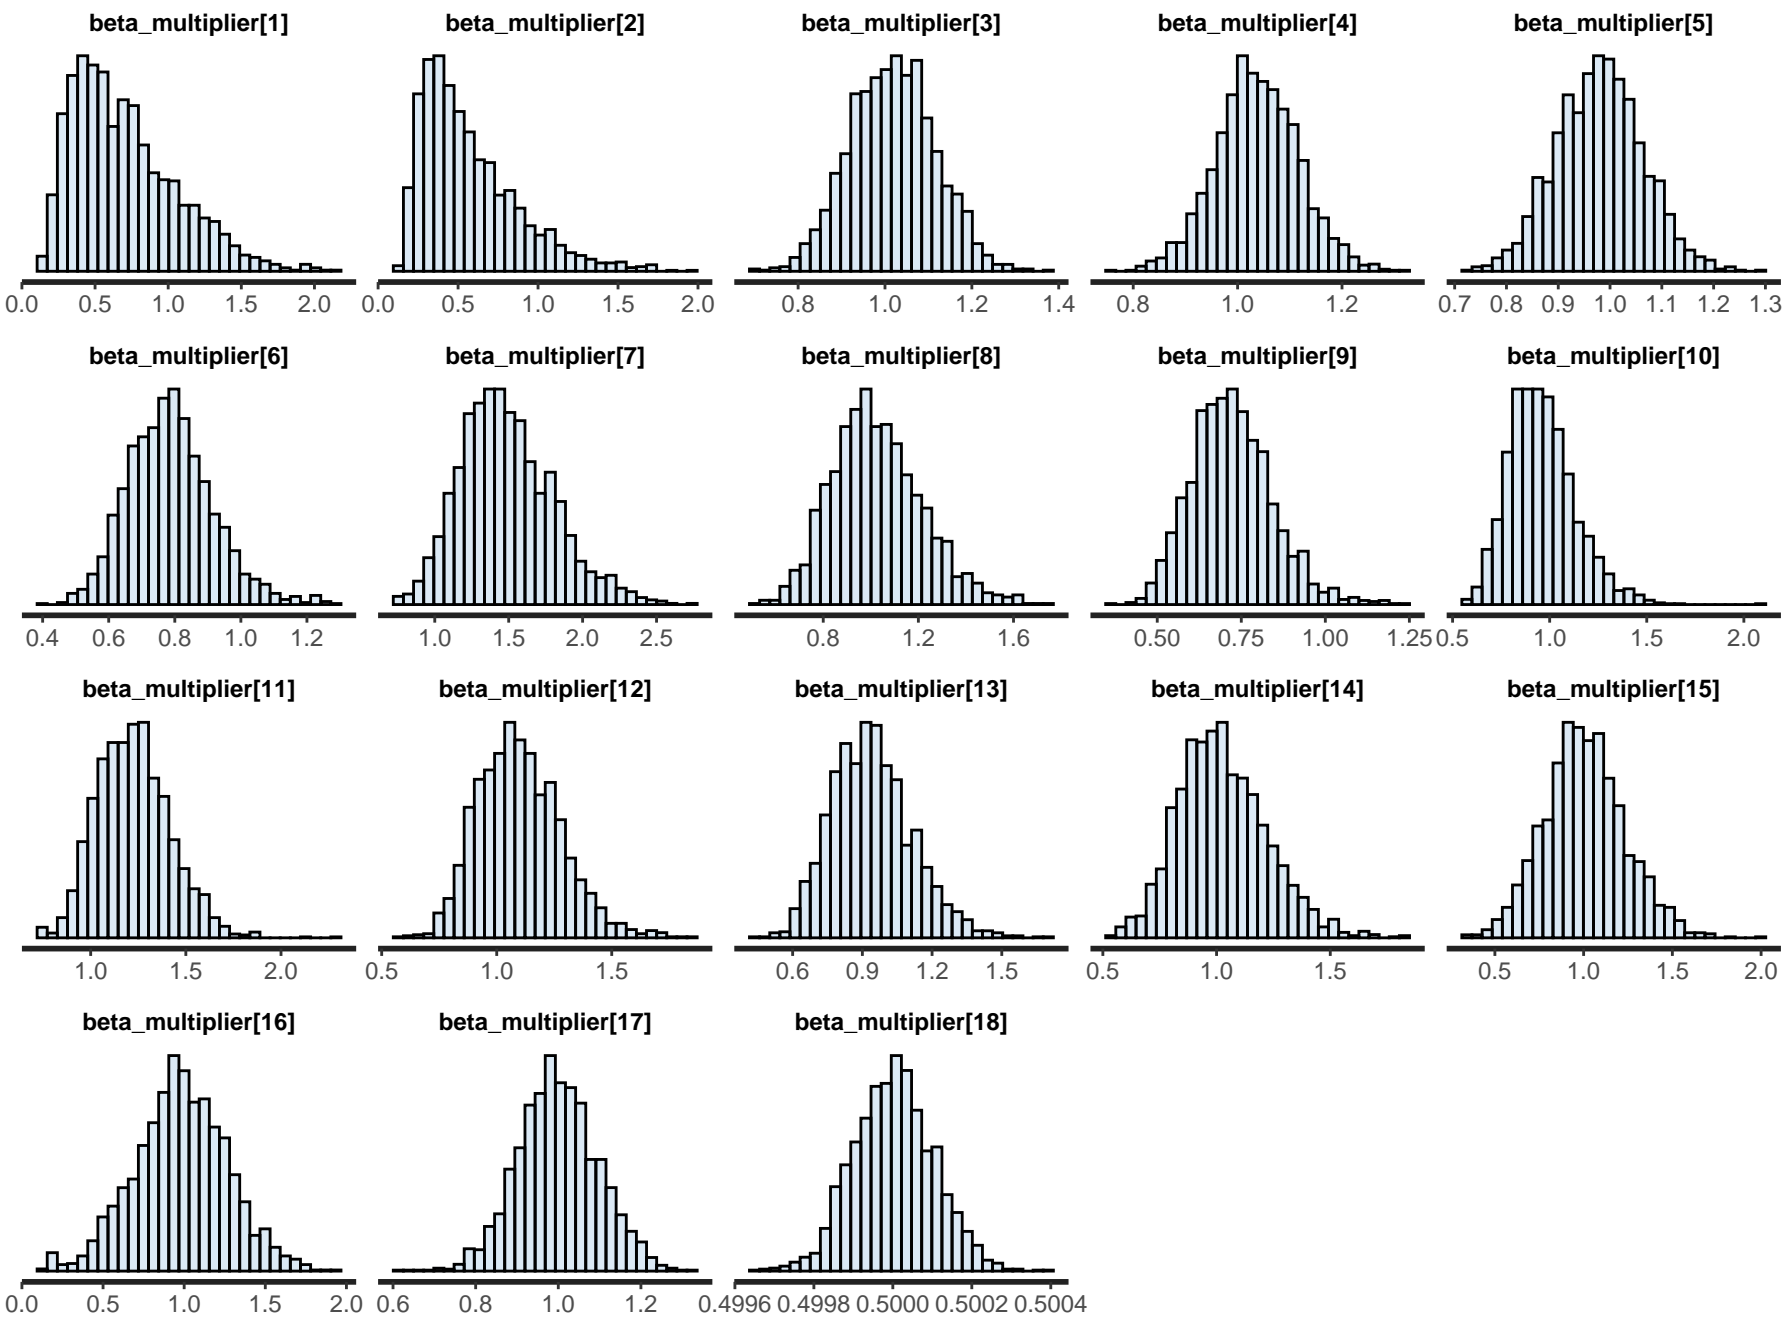 beta_multiplier[1] beta_multiplier[2] beta_multiplier[3] beta_multiplier[4] beta_multiplier[5]
0.0 0.5 1.0 1.5 2.0 0.0 0.5 1.0 1.5 2.0 0.8 1.0 1.2 1.4 0.8 1.0 1.2 0.7 0.8 0.9 1.0 1.1 1.2 1.3
beta_multiplier[6] beta_multiplier[7] beta_multiplier[8] beta_multiplier[9] beta_multiplier[10]
0.4 0.6 0.8 1.0 1.2 1.0 1.5 2.0 2.5 0.8 1.2 1.6 0.50 0.75 1.00 1.25 0.5 1.0 1.5 2.0
beta_multiplier[11] beta_multiplier[12] beta_multiplier[13] beta_multiplier[14] beta_multiplier[15]
1.0 1.5 2.0 0.5 1.0 1.5 0.6 0.9 1.2 1.5 0.5 1.0 1.5 0.5 1.0 1.5 2.0
beta_multiplier[16] beta_multiplier[17] beta_multiplier[18]
0.0 0.5 1.0 1.5 2.0 0.6 0.8 1.0 1.2 0.4996 0.4998 0.5000 0.5002 0.5004